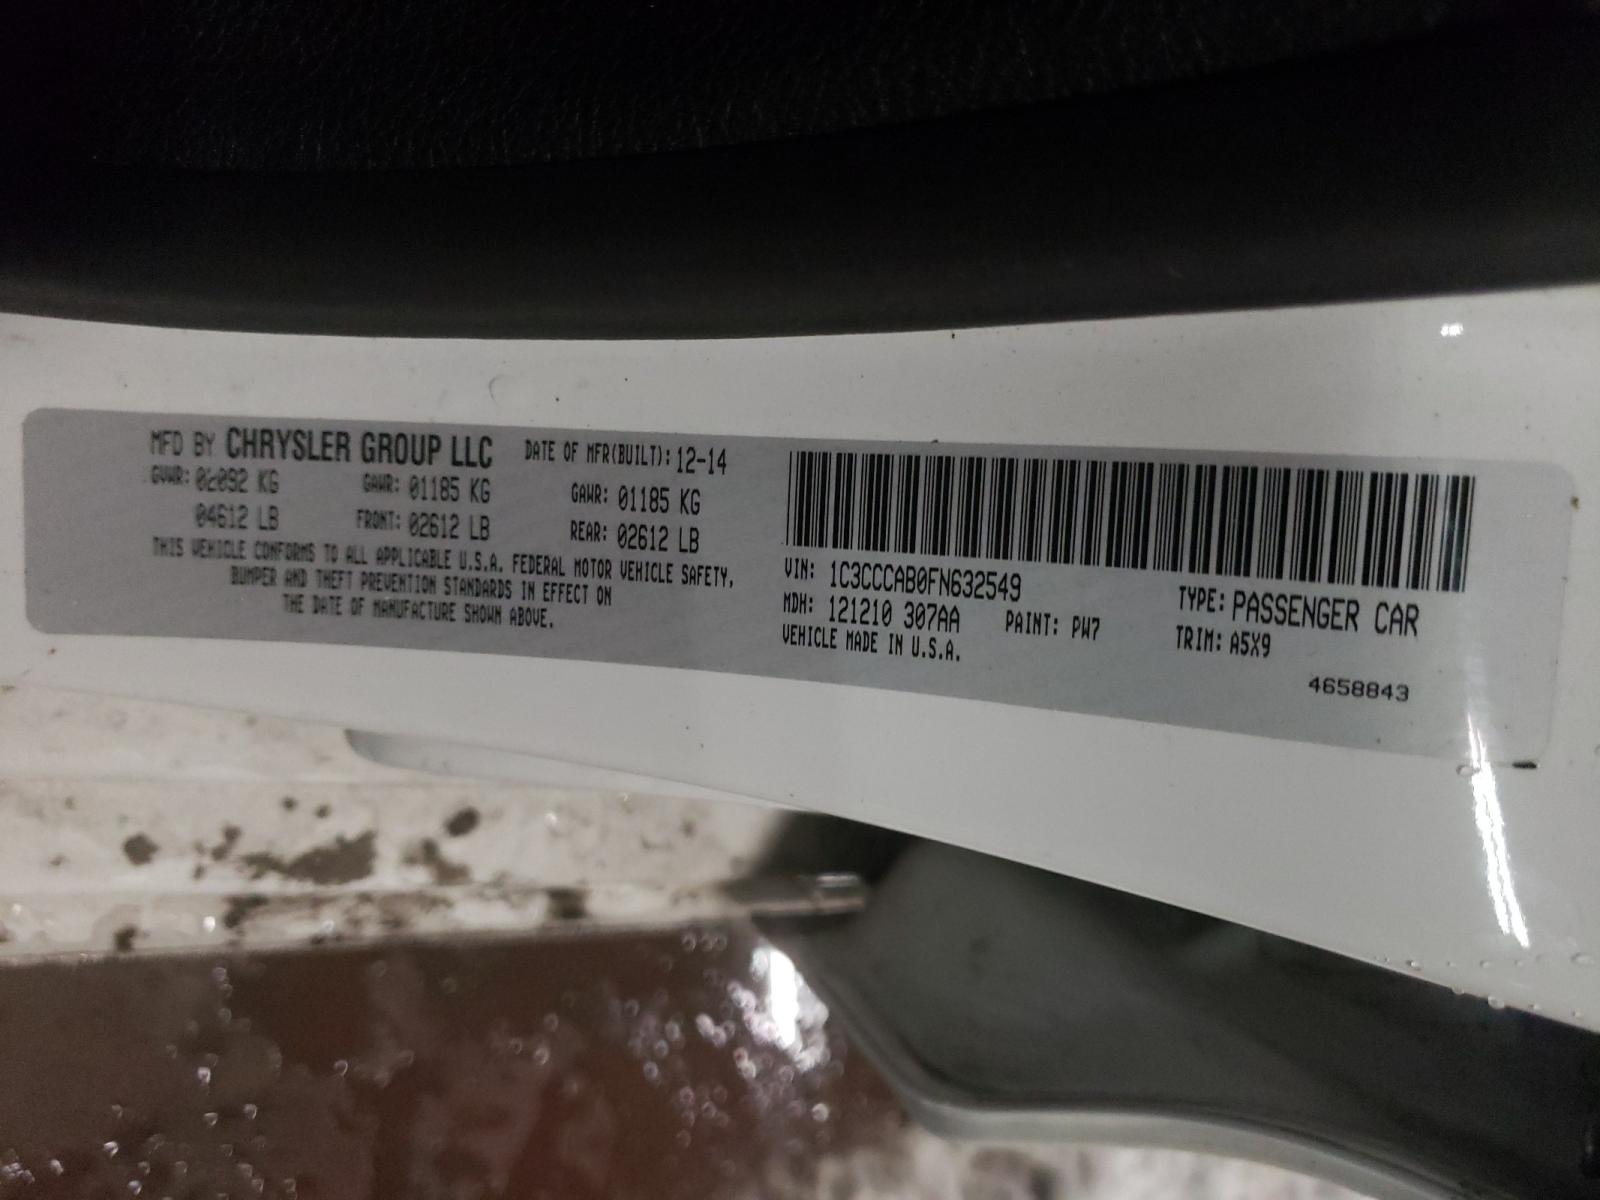 MFD BY CHRYSLER GROUP LLC DATE OF MFR(BUILT): 12-14
GVWR: 02092 KG GAWR: 01185 KG GAWR: 01185 KG
04612 LB FRONT: 02612 LB REAR: 02612 LB
THIS VEHICLE CONFORMS TO ALL APPLICABLE U.S.A. FEDERAL MOTOR VEHICLE SAFETY,
BUMPER AND THEFT PREVENTION STANDARDS IN EFFECT ON
THE DATE OF MANUFACTURE SHOWN ABOVE.
VIN: 1C3CCCAB0FN632549 TYPE: PASSENGER CAR
MDH: 121210 307AA PAINT: PW7 TRIM: A5X9
VEHICLE MADE IN U.S.A.
4658843